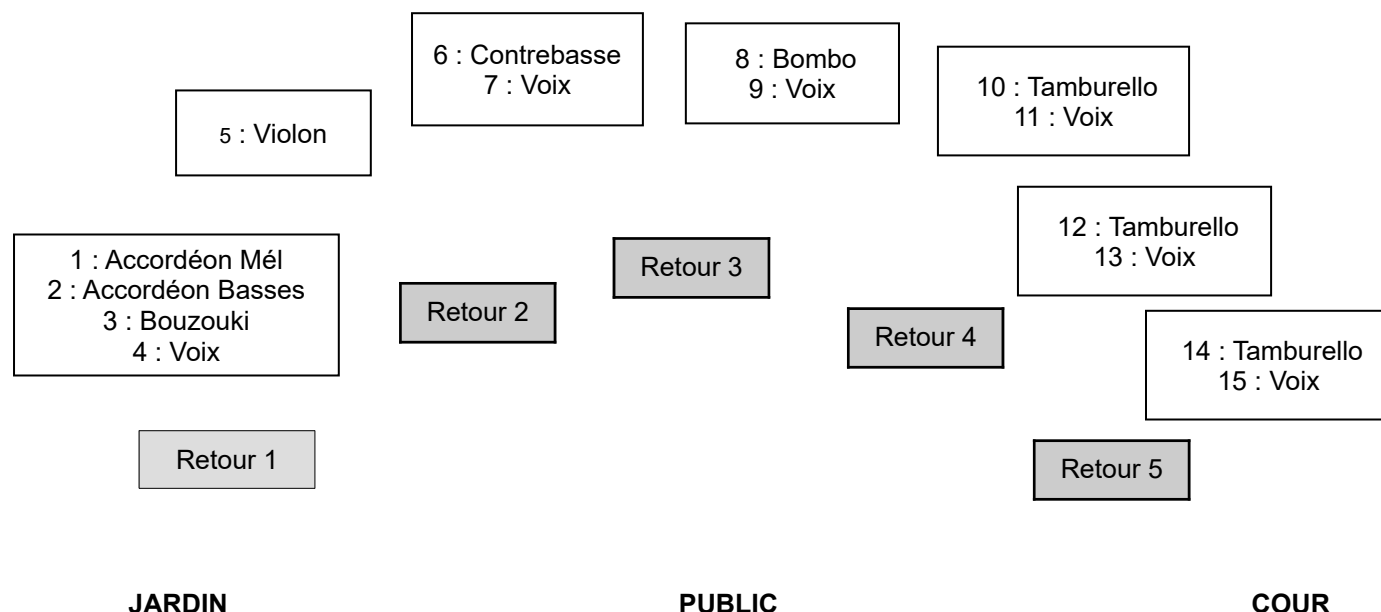 6 : Contrebasse
7 : Voix
8 : Bombo
9 : Voix
10 : Tamburello
11 : Voix
5 : Violon
12 : Tamburello
13 : Voix
1 : Accordéon Mél
2 : Accordéon Basses
3 : Bouzouki
4 : Voix
Retour 3
Retour 2
Retour 4
14 : Tamburello
15 : Voix
Retour 1
Retour 5
JARDIN
PUBLIC
COUR